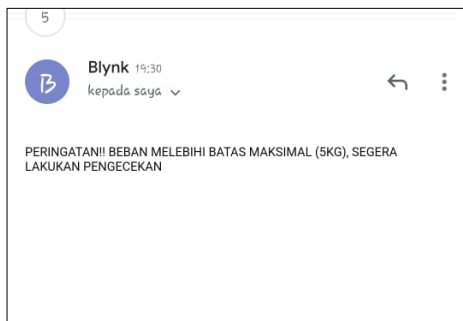 5
Blynk 19:30
B
kepada saya
PERINGATAN!! BEBAN MELEBIHI BATAS MAKSIMAL (5KG), SEGERA
LAKUKAN PENGECEKAN